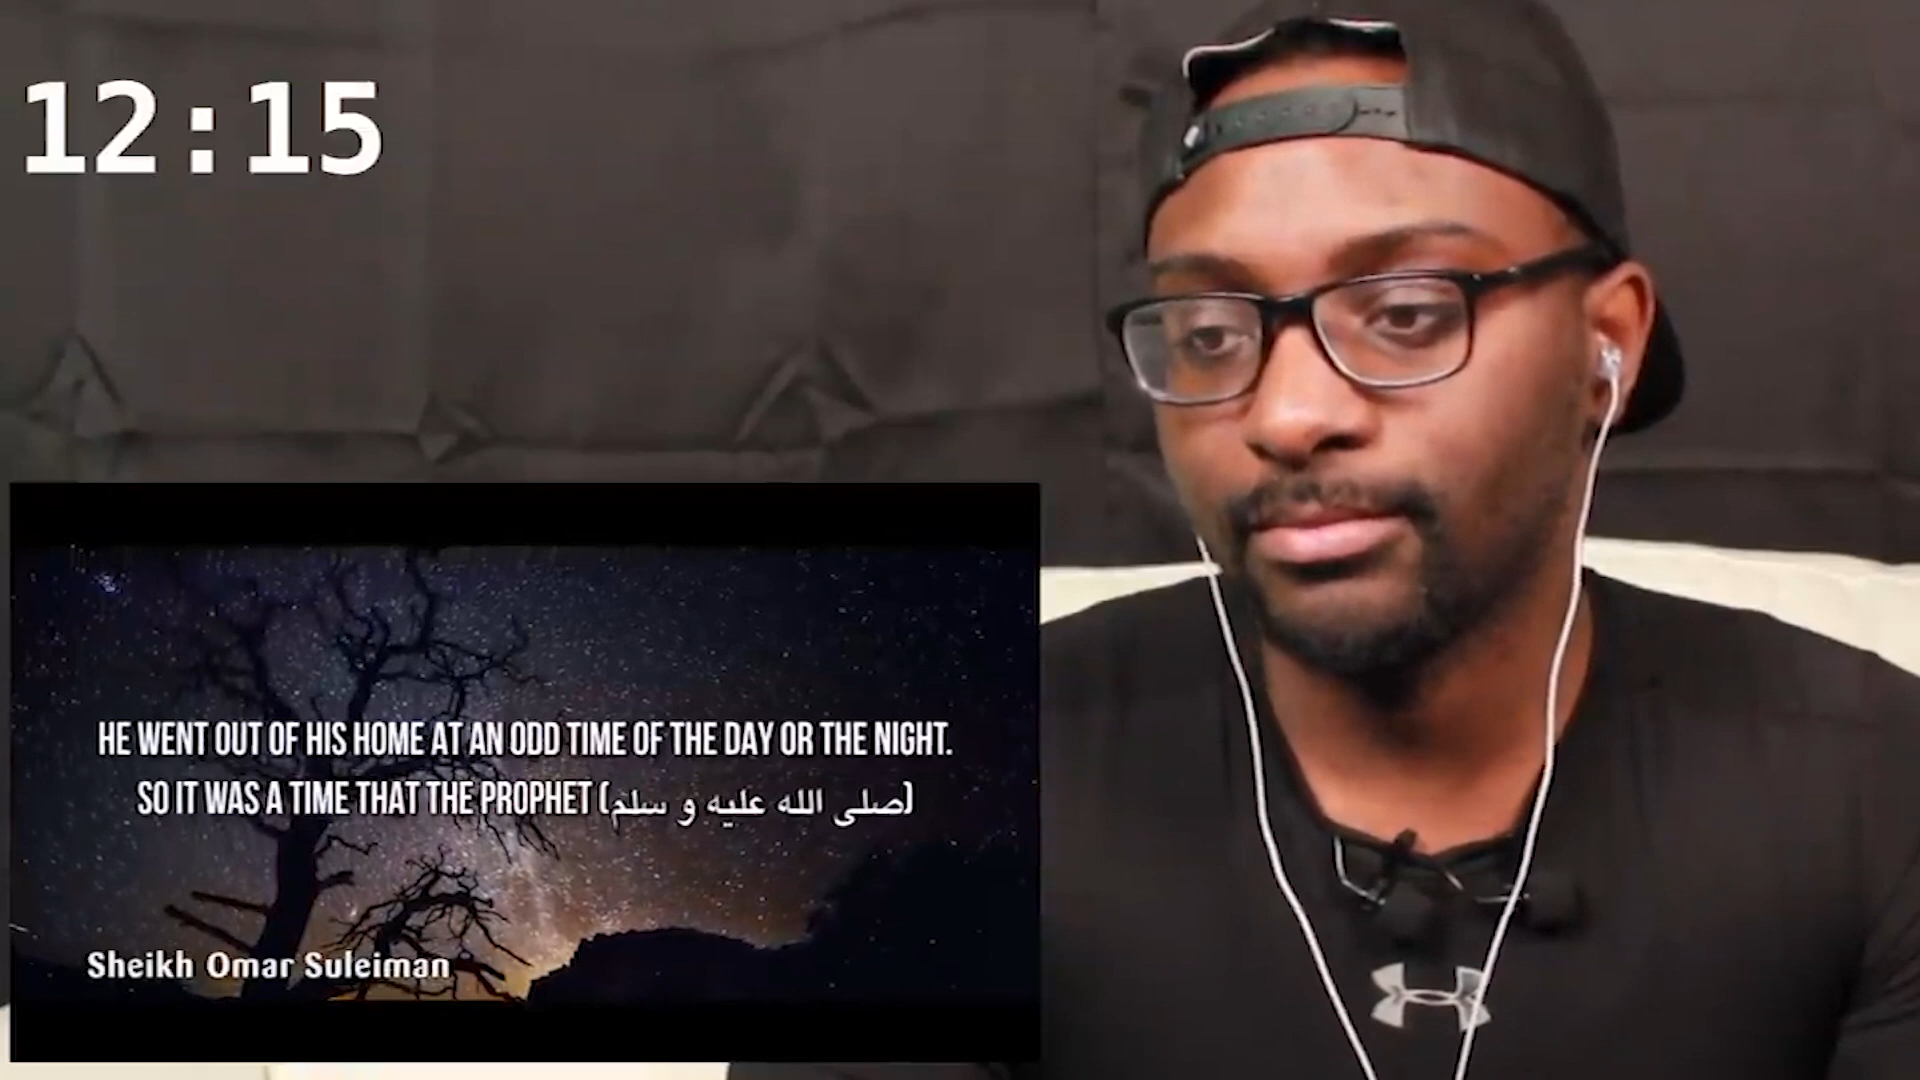 12:15
HE WENT OUT OF HIS HOME AT AN ODD TIME OF THE DAY OR THE NIGHT.
SO IT WAS A TIME THAT THE PROPHET (صلى الله عليه و سلم)
Sheikh Omar Suleiman